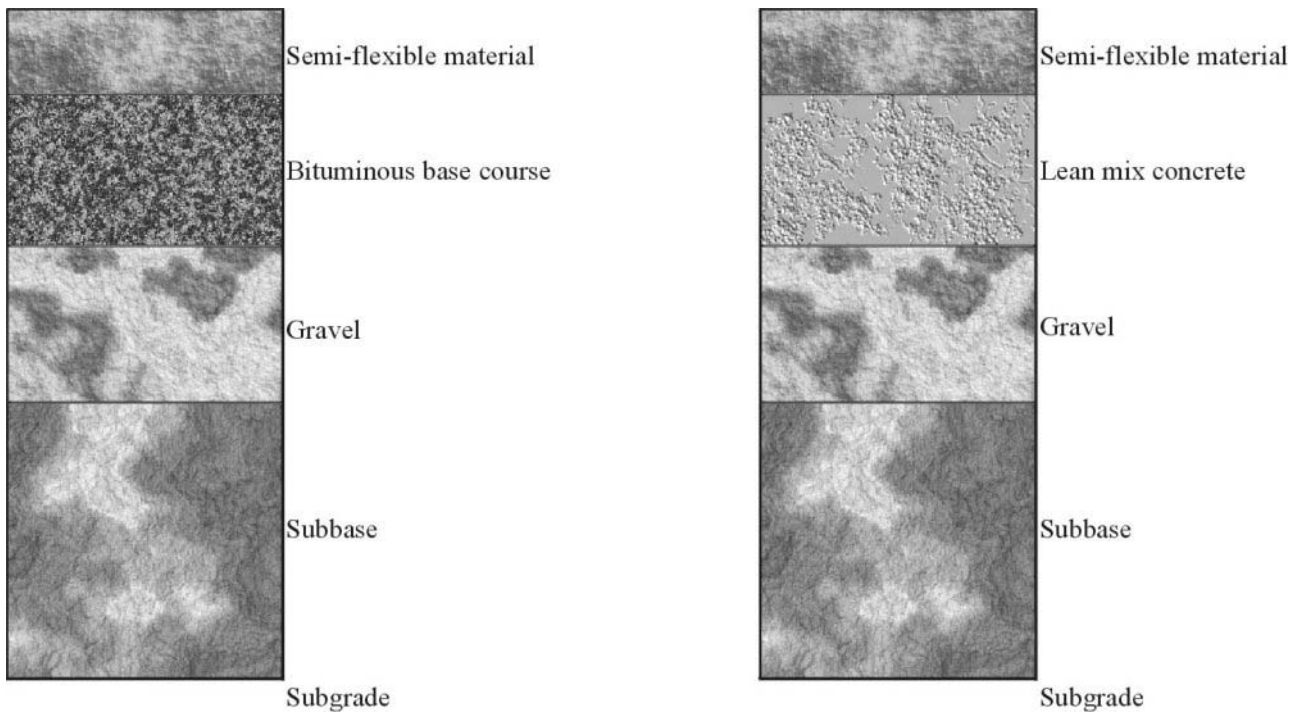 Semi-flexible material
Bituminous base course
Gravel
Subbase
Subgrade
Semi-flexible material
Lean mix concrete
Gravel
Subbase
Subgrade